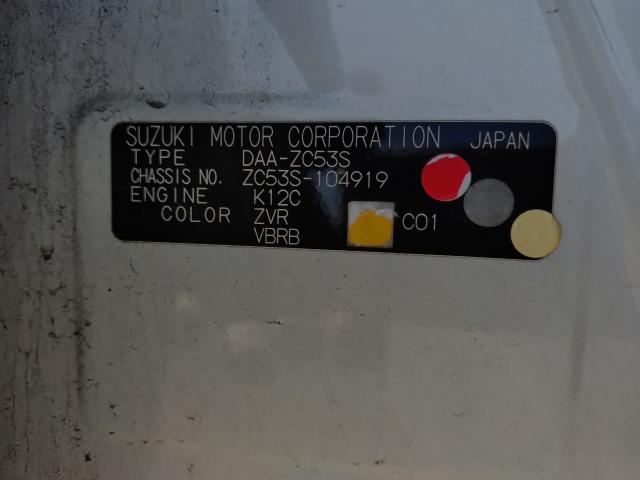 SUZUKI MOTOR CORPORATION JAPAN
TYPE DAA-ZC53S
CHASSIS NO. ZC53S-104919
ENGINE K12C
COLOR ZVR C01
VBRB